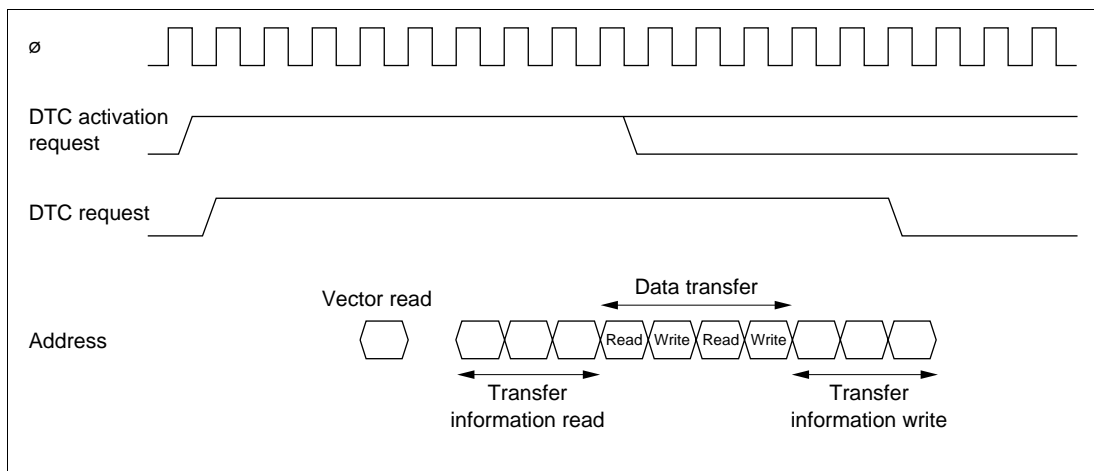 ø
DTC activation
request
DTC request
Vector read
Data transfer
Address
Read Write Read Write
Transfer
information read
Transfer
information write